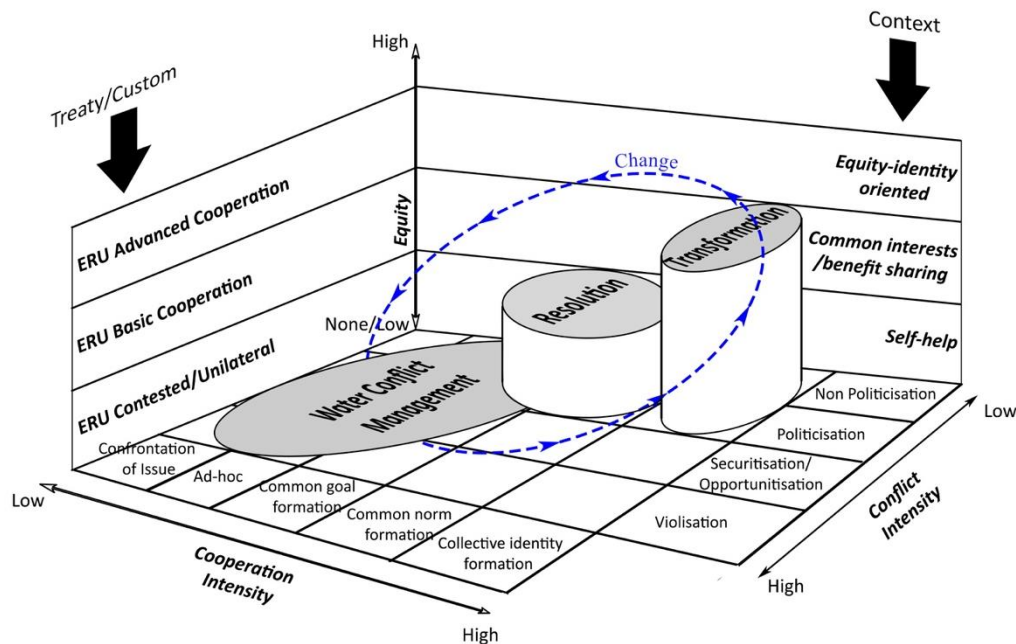 Context
High
Treaty/Custom
Change
Equity-identity
oriented
ERU Advanced Cooperation
Equity
Transformation
Common interests
/benefit sharing
ERU Basic Cooperation
Resolution
None/Low
Self-help
ERU Contested/Unilateral
Water Conflict
Management
Non Politicisation
Low
Politicisation
Confrontation
of Issue
Ad-hoc
Securitisation/
Opportunitisation
Low
Common goal
formation
Common norm
formation
Violisation
Conflict
Intensity
Collective identity
formation
Cooperation
Intensity
High
High